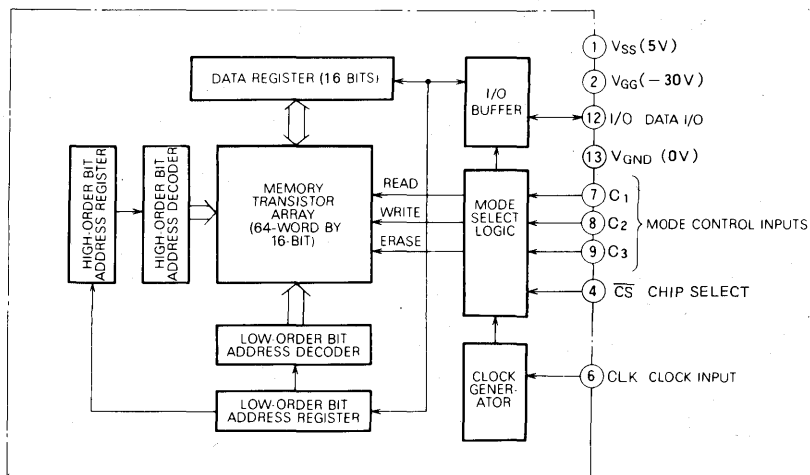 DATA REGISTER (16 BITS)
I/O
BUFFER
HIGH-ORDER BIT
ADDRESS REGISTER
HIGH-ORDER BIT
ADDRESS DECODER
MEMORY
TRANSISTOR
ARRAY
(64-WORD BY
16-BIT)
READ
WRITE
ERASE
MODE
SELECT
LOGIC
LOW-ORDER BIT
ADDRESS DECODER
LOW-ORDER BIT
ADDRESS REGISTER
CLOCK
GENER-
ATOR
1 VSS (5V)
2 VGG (−30V)
12 I/O DATA I/O
13 VGND (0V)
7 C1
8 C2
9 C3
MODE CONTROL INPUTS
4 C̅S̅ CHIP SELECT
6 CLK CLOCK INPUT